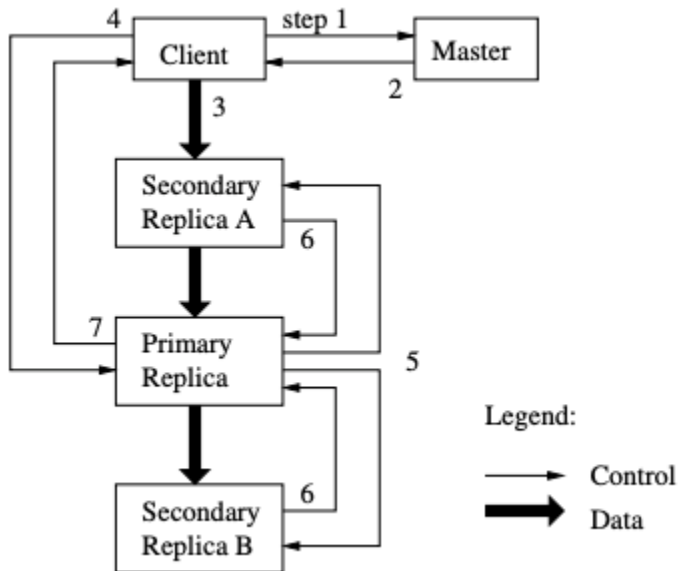 4
step 1
Client
Master
2
3
Secondary
Replica A
6
7
Primary
Replica
5
Legend:
Control
6
Secondary
Replica B
Data